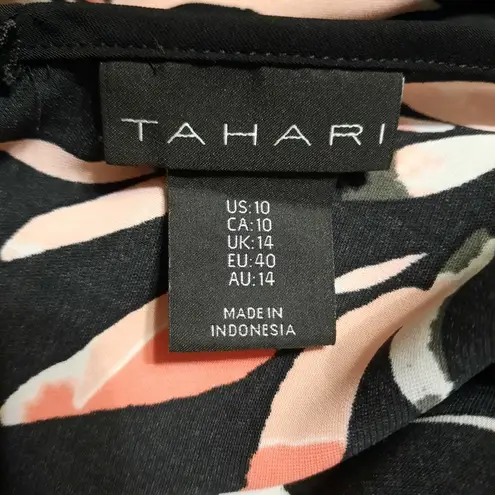 TAHARI
US:10
CA:10
UK:14
EU:40
AU:14
MADE IN
INDONESIA